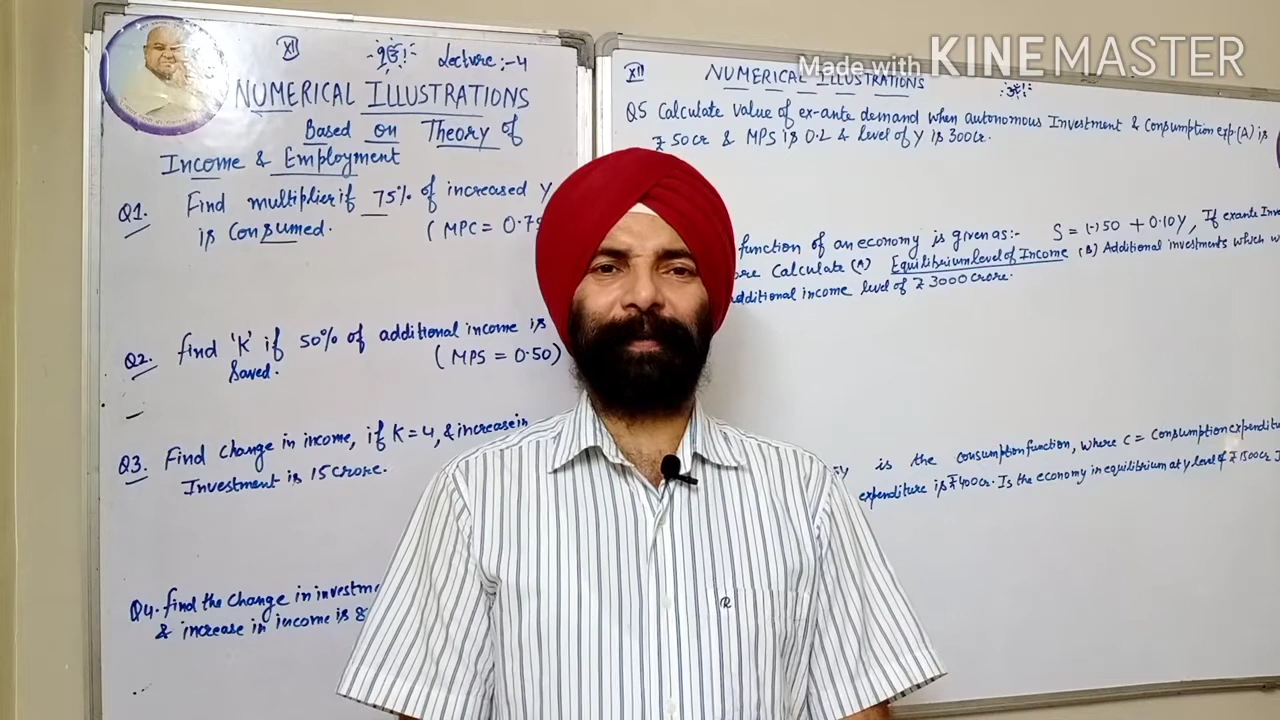 XII
ੴ
Lecture :- 4
NUMERICAL ILLUSTRATIONS
Based on Theory of
Income & Employment
Q1. Find multiplier if 75% of increased Y
is consumed. (MPC = 0.75
Q2. find 'K' if 50% of additional income is
saved. (MPS = 0.50)
Q3. Find change in income, if K = 4, & increase in
Investment is 15 crore.
Q4. find the change in
& increase in income is
Made with KINEMASTER
XII
NUMERICAL ILLUSTRATIONS
ੴ
Q5 Calculate value of ex-ante demand when autonomous Investment & Consumption exp. (A) is
₹ 50 cr & MPS is 0.2 & level of Y is 300 cr.
function of an economy is given as:- S = (-)150 + 0.10Y, If exante
Calculate (A) Equilibrium level of Income (B) Additional investments which
additional income level of ₹ 3000 crore.
is the consumption function, where C = Consumption
expenditure is ₹400 cr. Is the economy in equilibrium at Y level of ₹ 1500 cr
R